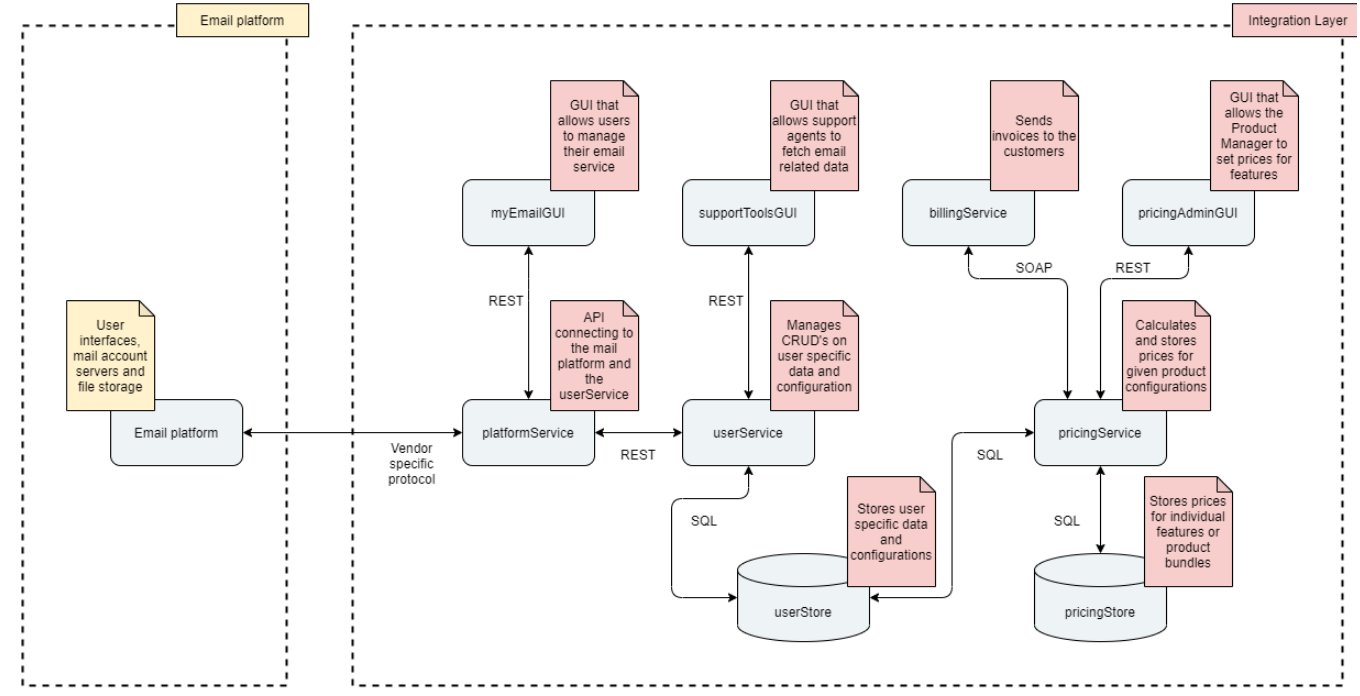 Email platform
Integration Layer
GUI that
allows users
to manage
their email
service
GUI that
allows support
agents to
fetch email
related data
Sends
invoices to the
customers
GUI that
allows the
Product
Manager to
set prices for
features
myEmailGUI
supportToolsGUI
billingService
pricingAdminGUI
REST
REST
SOAP
REST
User
interfaces,
mail account
servers and
file storage
API
connecting to
the mail
platform and
the
userService
Manages
CRUD's on
user specific
data and
configuration
Calculates
and stores
prices for
given product
configurations
Email platform
platformService
userService
pricingService
Vendor
specific
protocol
REST
SQL
SQL
Stores user
specific data
and
configurations
SQL
Stores prices
for individual
features or
product
bundles
userStore
pricingStore